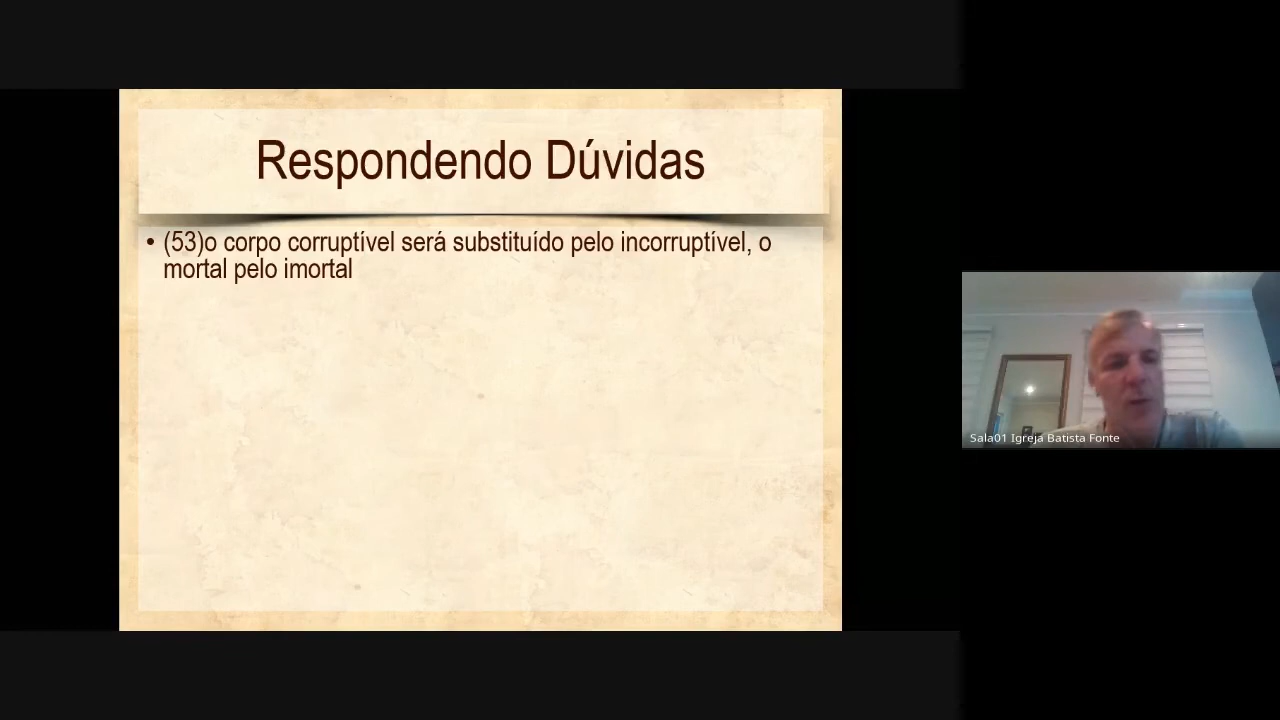 Respondendo Dúvidas
• (53)o corpo corruptível será substituído pelo incorruptível, o
mortal pelo imortal
Sala01 Igreja Batista Fonte